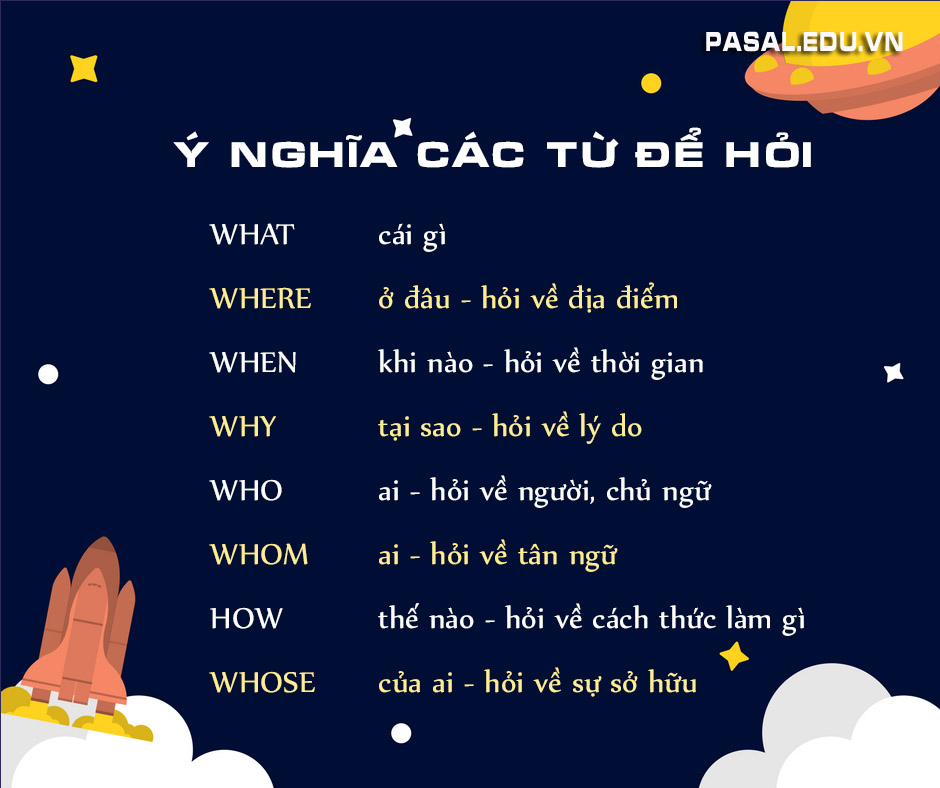 PASAL.EDU.VN
Ý NGHĨA CÁC TỪ ĐỂ HỎI
WHAT cái gì
WHERE ở đâu - hỏi về địa điểm
WHEN khi nào - hỏi về thời gian
WHY tại sao - hỏi về lý do
WHO ai - hỏi về người, chủ ngữ
WHOM ai - hỏi về tân ngữ
HOW thế nào - hỏi về cách thức làm gì
WHOSE của ai - hỏi về sự sở hữu